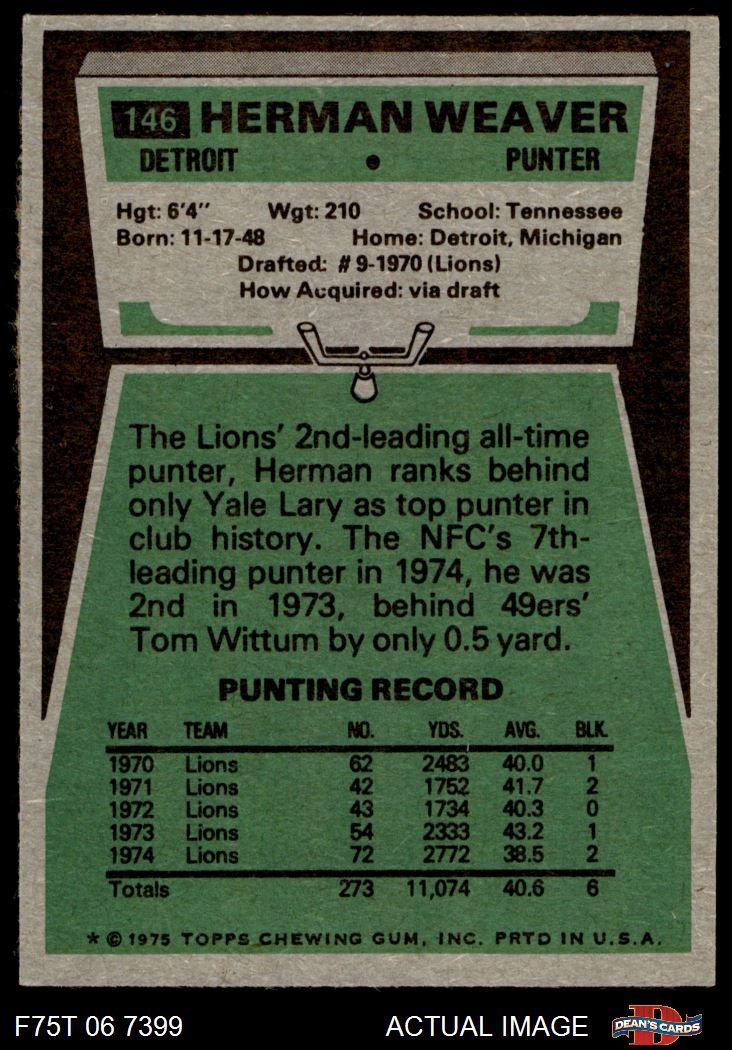 146 HERMAN WEAVER
DETROIT • PUNTER
Hgt: 6'4" Wgt: 210 School: Tennessee
Born: 11-17-48 Home: Detroit, Michigan
Drafted: #9-1970 (Lions)
How Acquired: via draft
The Lions' 2nd-leading all-time
punter, Herman ranks behind
only Yale Lary as top punter in
club history. The NFC's 7th-
leading punter in 1974, he was
2nd in 1973, behind 49ers'
Tom Wittum by only 0.5 yard.
PUNTING RECORD
YEAR TEAM NO. YDS. AVG. BLK.
1970 Lions 62 2483 40.0 1
1971 Lions 42 1752 41.7 2
1972 Lions 43 1734 40.3 0
1973 Lions 54 2333 43.2 1
1974 Lions 72 2772 38.5 2
Totals 273 11,074 40.6 6
* © 1975 TOPPS CHEWING GUM, INC. PRTD IN U.S.A.
F75T 06 7399 ACTUAL IMAGE
D
DEAN'S CARDS